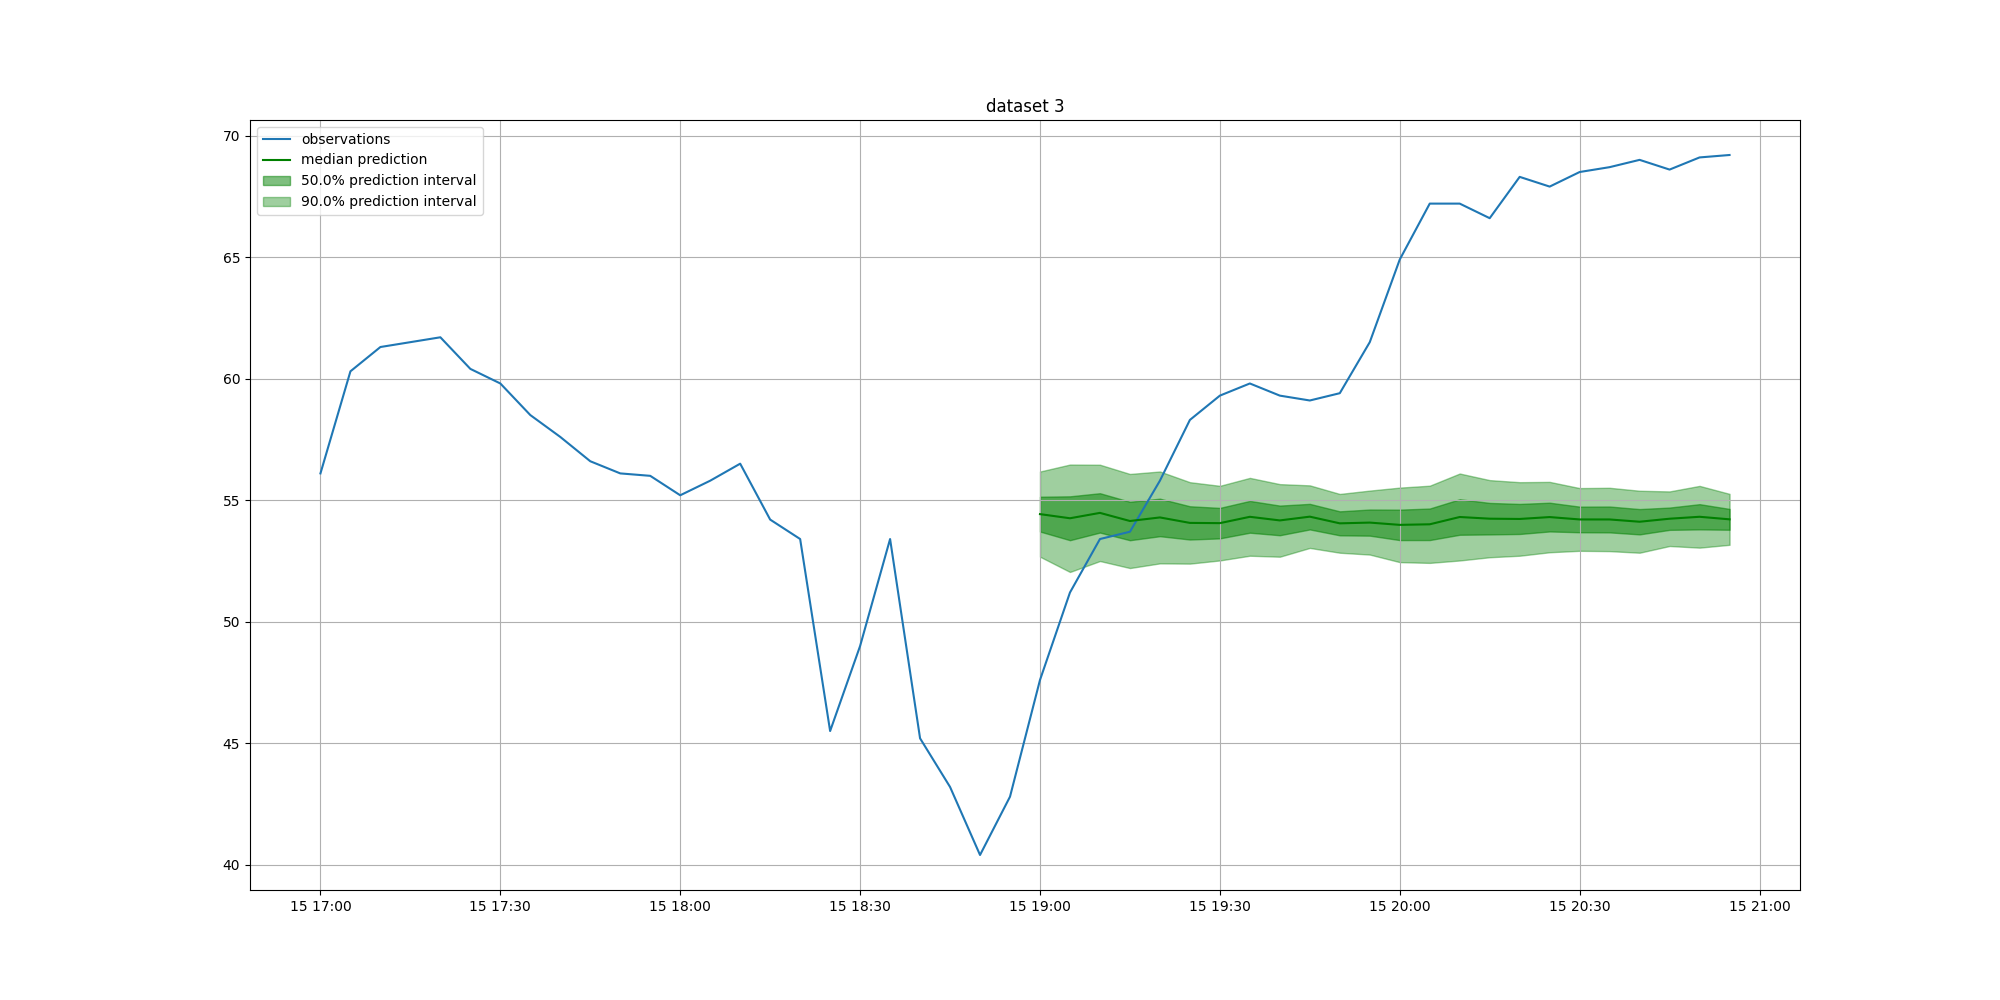 dataset 3
observations
median prediction
50.0% prediction interval
90.0% prediction interval
70
65
60
55
50
45
40
15 17:00 15 17:30 15 18:00 15 18:30 15 19:00 15 19:30 15 20:00 15 20:30 15 21:00